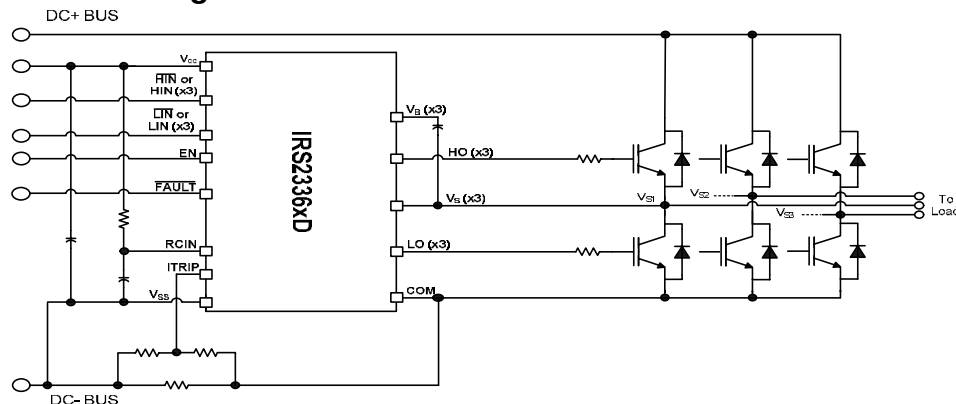 DC+ BUS
Vcc
HIN or
HIN (x3)
LIN or
LIN (x3)
EN
FAULT
RCIN
ITRIP
VSS
IRS2336xD
VB (x3)
HO (x3)
VS (x3)
LO (x3)
COM
VS1
VS2
VS3
To
Load
DC- BUS